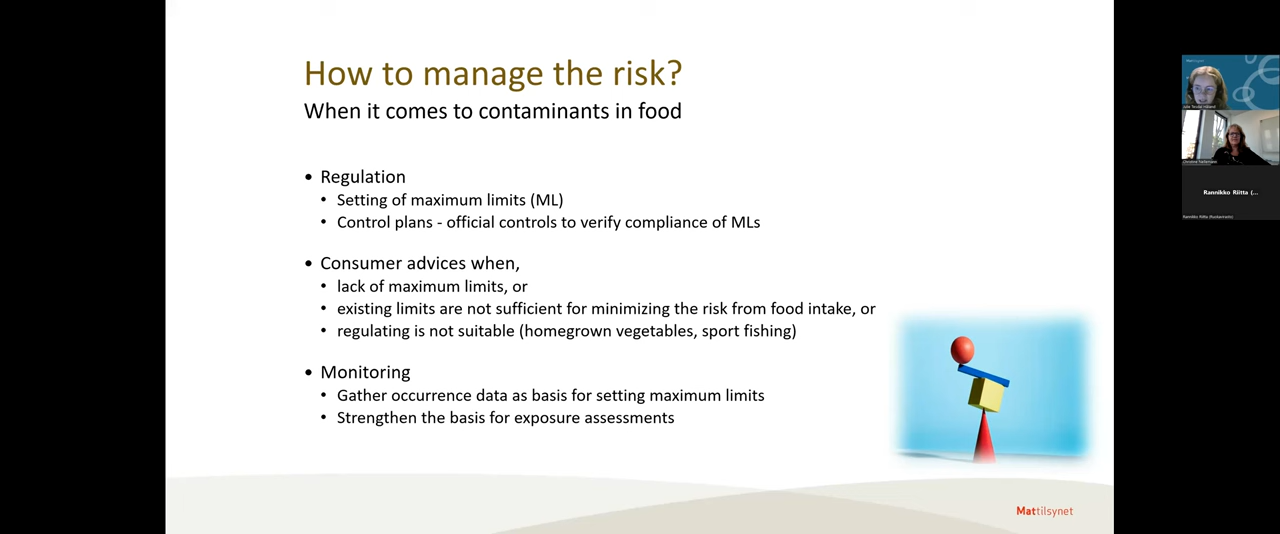 How to manage the risk?
When it comes to contaminants in food
• Regulation
• Setting of maximum limits (ML)
• Control plans - official controls to verify compliance of MLs
• Consumer advices when,
• lack of maximum limits, or
• existing limits are not sufficient for minimizing the risk from food intake, or
• regulating is not suitable (homegrown vegetables, sport fishing)
• Monitoring
• Gather occurrence data as basis for setting maximum limits
• Strengthen the basis for exposure assessments
Mattilsynet
Mattilsynet
Rannikko Riitta (...